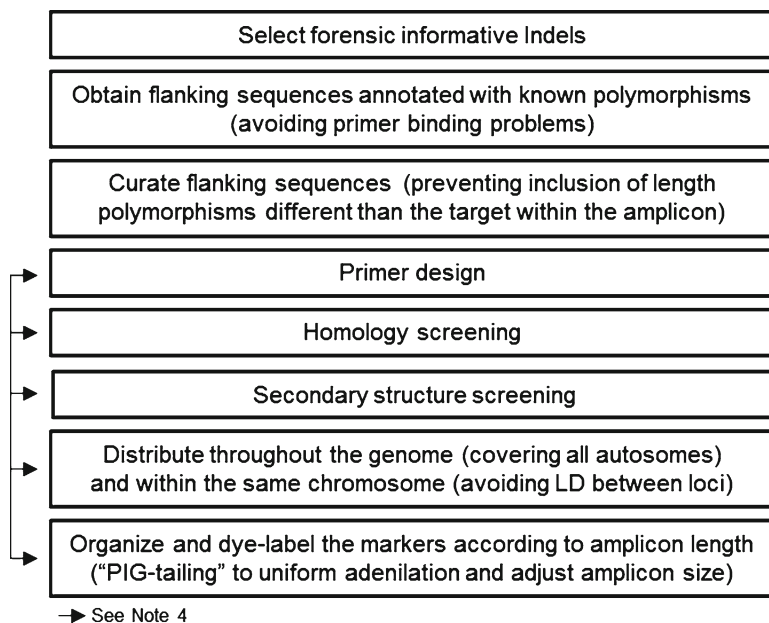 Select forensic informative Indels
Obtain flanking sequences annotated with known polymorphisms
(avoiding primer binding problems)
Curate flanking sequences (preventing inclusion of length
polymorphisms different than the target within the amplicon)
Primer design
Homology screening
Secondary structure screening
Distribute throughout the genome (covering all autosomes)
and within the same chromosome (avoiding LD between loci)
Organize and dye-label the markers according to amplicon length
(“PIG-tailing” to uniform adenilation and adjust amplicon size)
See Note 4